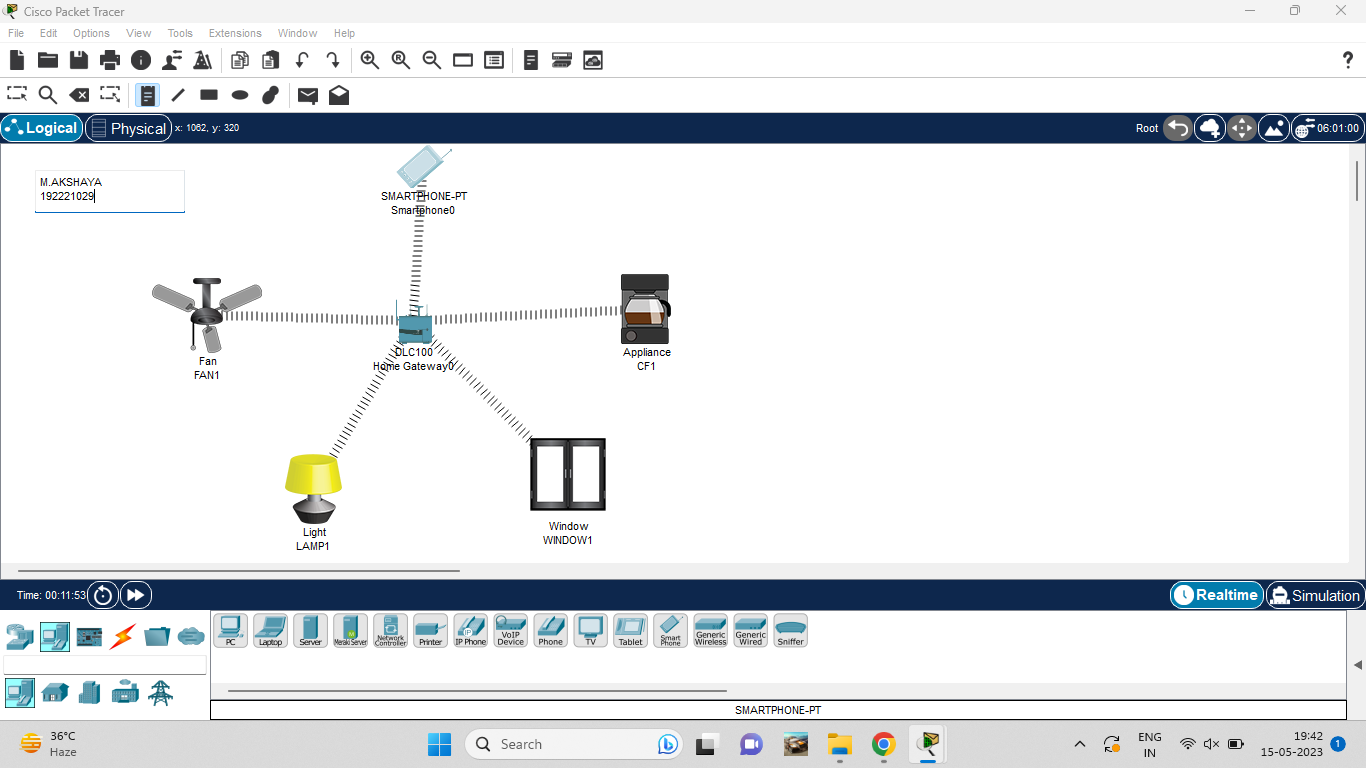 Cisco Packet Tracer
File Edit Options View Tools Extensions Window Help
Logical Physical x: 1062, y: 320 Root 06:01:00
M.AKSHAYA
192221029
SMARTPHONE-PT
Smartphone0
Fan
FAN1
DLC100
Home Gateway0
Appliance
CF1
Light
LAMP1
Window
WINDOW1
Time: 00:11:53 Realtime Simulation
PC Laptop Server Meraki Server Network Controller Printer IP Phone VoIP Device Phone TV Tablet Smart Phone Generic Wireless Generic Wired Sniffer
SMARTPHONE-PT
36°C
Haze
Search
ENG
IN
19:42
15-05-2023
1